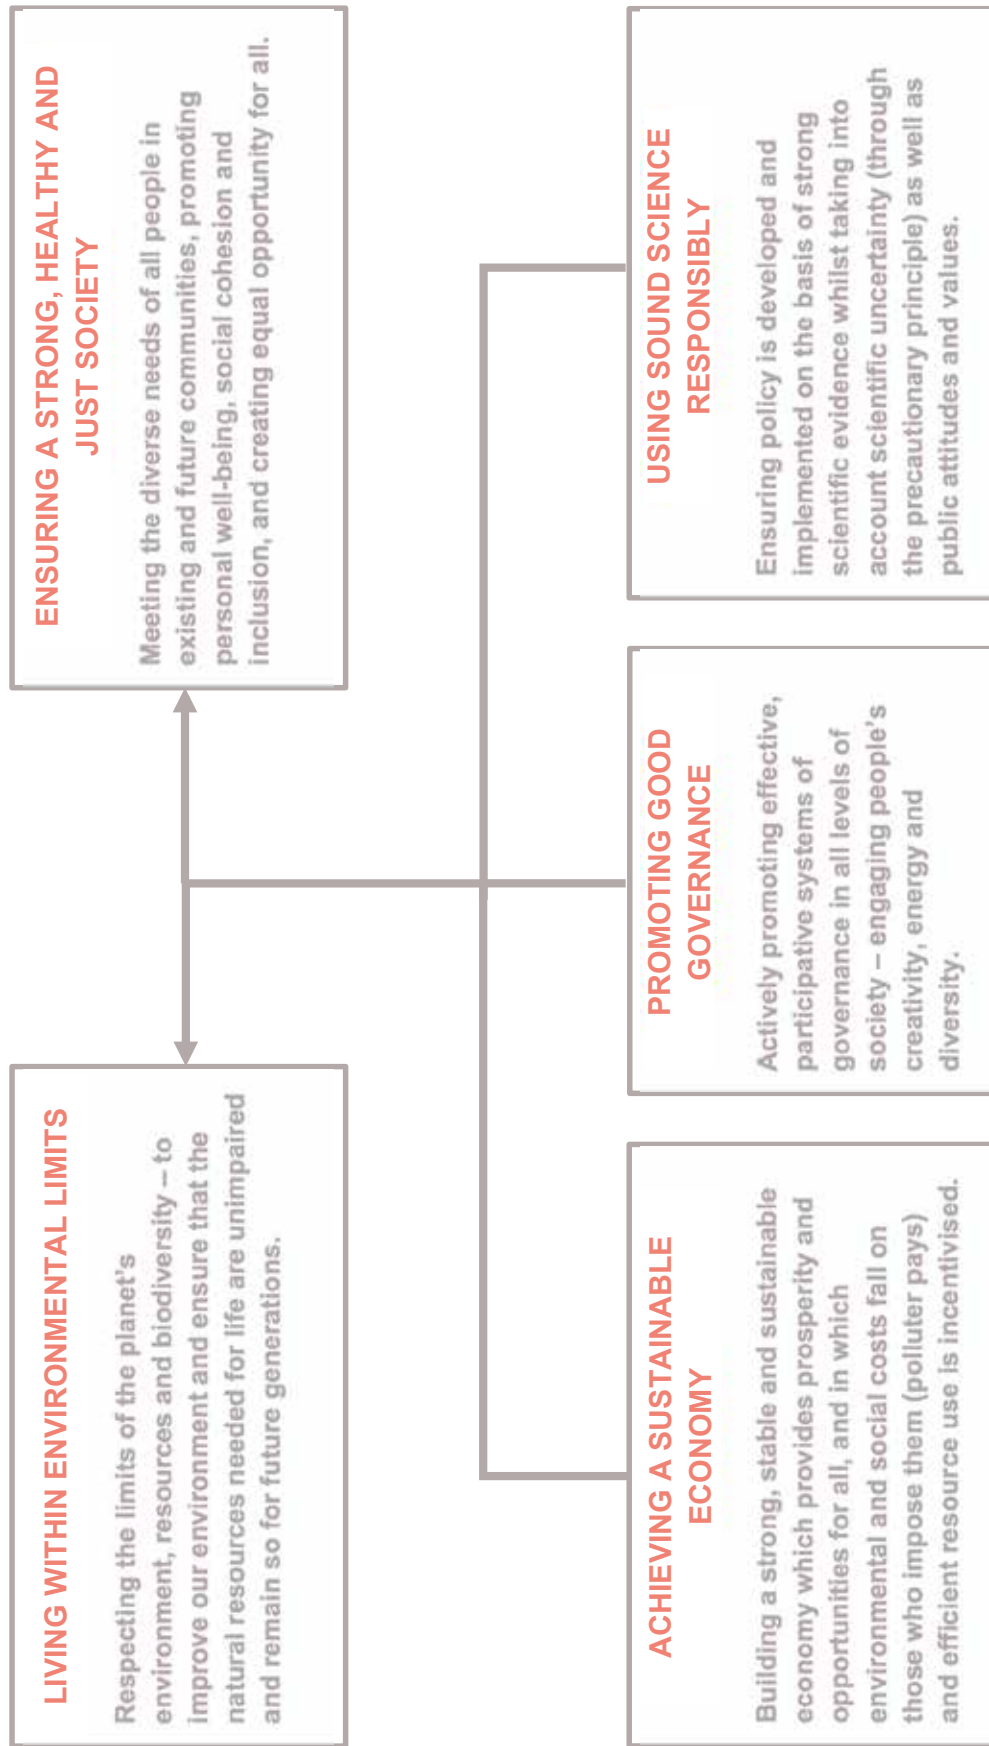 LIVING WITHIN ENVIRONMENTAL LIMITS
Respecting the limits of the planet's
environment, resources and biodiversity – to
improve our environment and ensure that the
natural resources needed for life are unimpaired
and remain so for future generations.
ENSURING A STRONG, HEALTHY AND
JUST SOCIETY
Meeting the diverse needs of all people in
existing and future communities, promoting
personal well-being, social cohesion and
inclusion, and creating equal opportunity for all.
ACHIEVING A SUSTAINABLE
ECONOMY
Building a strong, stable and sustainable
economy which provides prosperity and
opportunities for all, and in which
environmental and social costs fall on
those who impose them (polluter pays)
and efficient resource use is incentivised.
PROMOTING GOOD
GOVERNANCE
Actively promoting effective,
participative systems of
governance in all levels of
society – engaging people's
creativity, energy and
diversity.
USING SOUND SCIENCE
RESPONSIBLY
Ensuring policy is developed and
implemented on the basis of strong
scientific evidence whilst taking into
account scientific uncertainty (through
the precautionary principle) as well as
public attitudes and values.